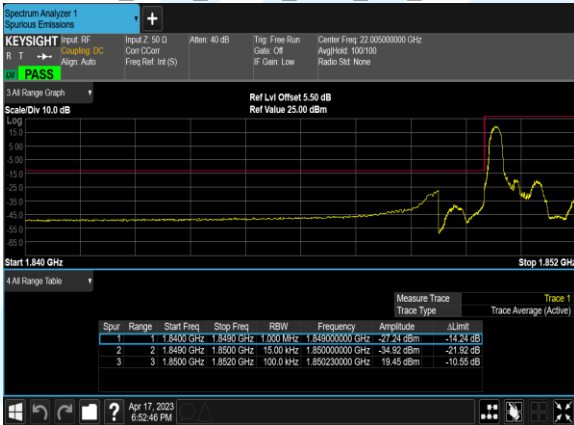 Spectrum Analyzer 1
Spurious Emissions
+
KEYSIGHT Input: RF Input Z: 50 Ω Atten: 40 dB Trig: Free Run Center Freq: 22.005000000 GHz
R T Coupling: DC Corr CCorr Gate: Off Avg|Hold: 100/100
Align: Auto Freq Ref: Int (S) IF Gain: Low Radio Std: None
PASS
3 All Range Graph
Ref Lvl Offset 5.50 dB
Scale/Div 10.0 dB Ref Value 25.00 dBm
Log
15.0
5.00
-5.00
-15.0
-25.0
-35.0
-45.0
-55.0
-65.0
Start 1.840 GHz Stop 1.852 GHz
4 All Range Table
Measure Trace Trace 1
Trace Type Trace Average (Active)
Spur Range Start Freq Stop Freq RBW Frequency Amplitude ΔLimit
1 1 1.8400 GHz 1.8490 GHz 1.000 MHz 1.849000000 GHz -27.24 dBm -14.24 dB
2 2 1.8490 GHz 1.8500 GHz 15.00 kHz 1.850000000 GHz -34.92 dBm -21.92 dB
3 3 1.8500 GHz 1.8520 GHz 100.0 kHz 1.850230000 GHz 19.45 dBm -10.55 dB
? Apr 17, 2023
6:52:46 PM